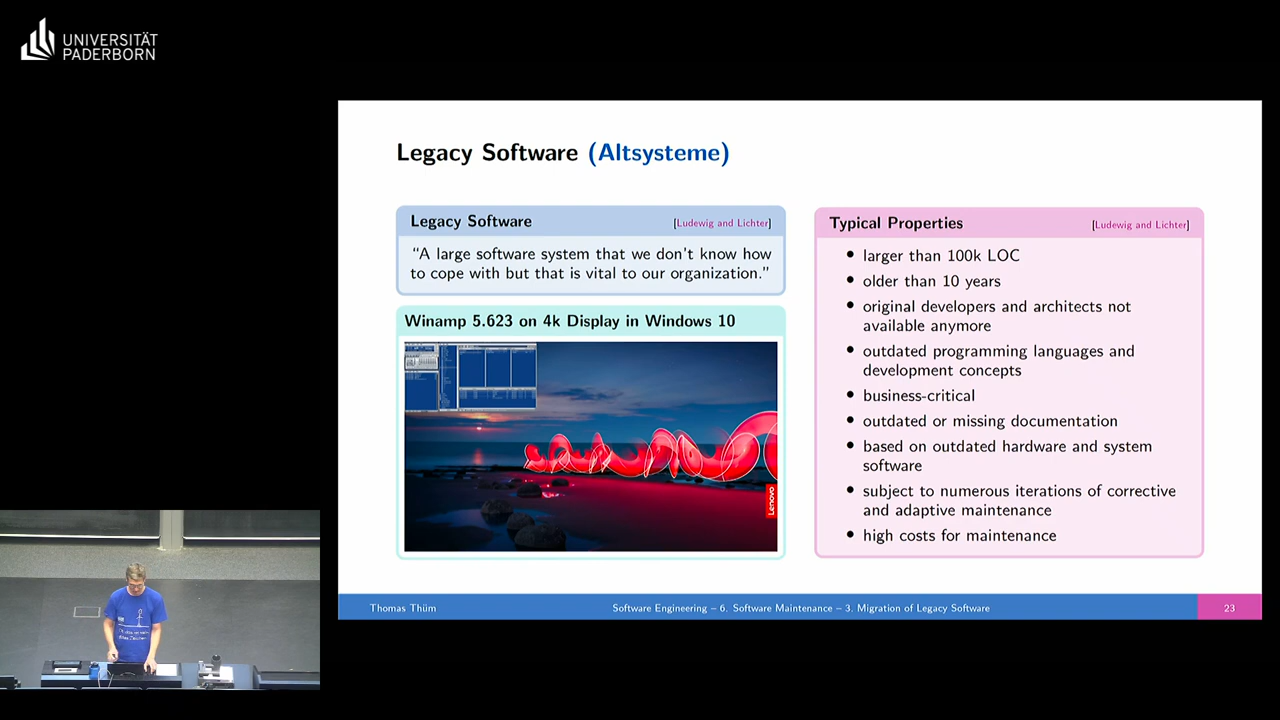 UNIVERSITÄT
PADERBORN
Legacy Software (Altsysteme)
Legacy Software [Ludewig and Lichter]
“A large software system that we don't know how
to cope with but that is vital to our organization.”
Winamp 5.623 on 4k Display in Windows 10
Lenovo
Typical Properties [Ludewig and Lichter]
• larger than 100k LOC
• older than 10 years
• original developers and architects not
available anymore
• outdated programming languages and
development concepts
• business-critical
• outdated or missing documentation
• based on outdated hardware and system
software
• subject to numerous iterations of corrective
and adaptive maintenance
• high costs for maintenance
Thomas Thüm
Software Engineering – 6. Software Maintenance – 3. Migration of Legacy Software
23